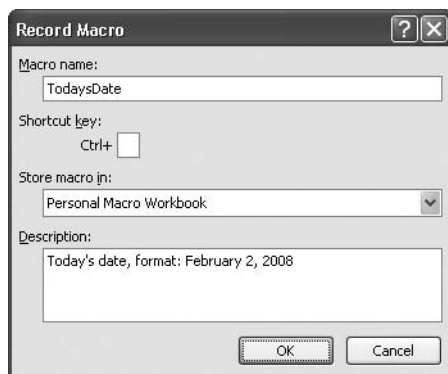 Record Macro
Macro name:
TodaysDate
Shortcut key:
Ctrl+
Store macro in:
Personal Macro Workbook
Description:
Today's date, format: February 2, 2008
OK Cancel